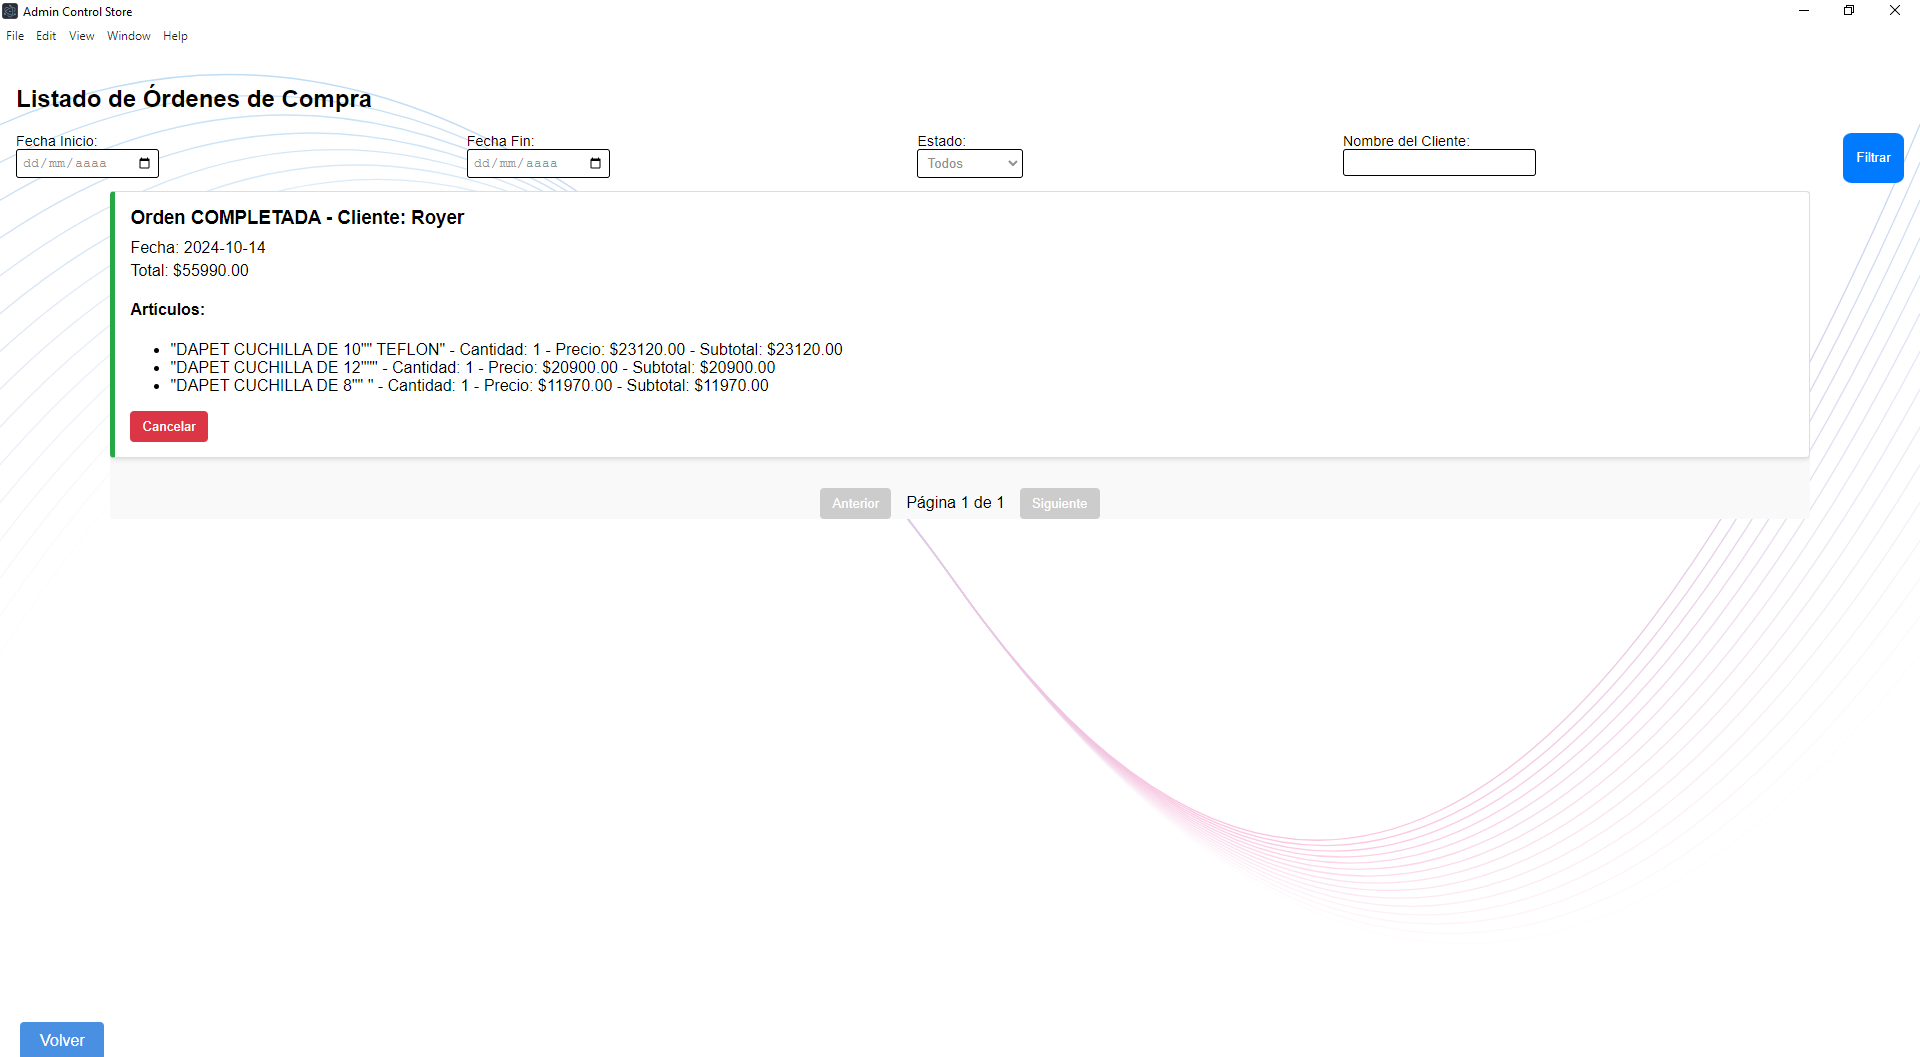 Admin Control Store
File Edit View Window Help
Listado de Órdenes de Compra
Fecha Inicio: Fecha Fin: Estado: Nombre del Cliente:
dd/mm/aaaa dd/mm/aaaa Todos Filtrar
Orden COMPLETADA - Cliente: Royer
Fecha: 2024-10-14
Total: $55990.00
Artículos:
• "DAPET CUCHILLA DE 10"" TEFLON" - Cantidad: 1 - Precio: $23120.00 - Subtotal: $23120.00
• "DAPET CUCHILLA DE 12""" - Cantidad: 1 - Precio: $20900.00 - Subtotal: $20900.00
• "DAPET CUCHILLA DE 8"" " - Cantidad: 1 - Precio: $11970.00 - Subtotal: $11970.00
Cancelar
Anterior Página 1 de 1 Siguiente
Volver